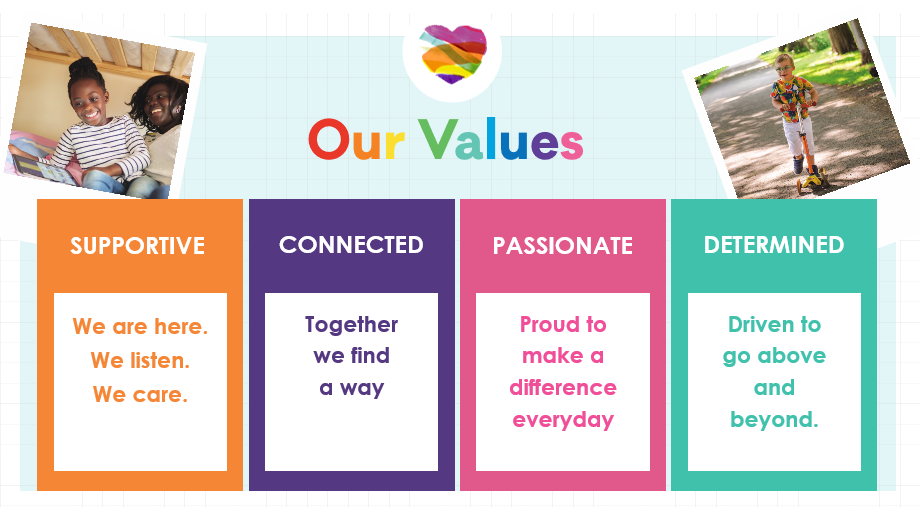 Our Values
SUPPORTIVE
We are here.
We listen.
We care.
CONNECTED
Together
we find
a way
PASSIONATE
Proud to
make a
difference
everyday
DETERMINED
Driven to
go above
and
beyond.